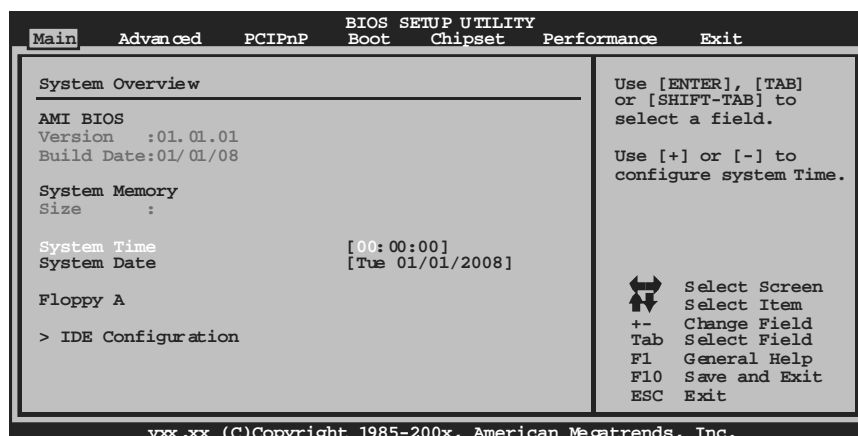 BIOS SETUP UTILITY
Main Advanced PCIPnP Boot Chipset Performance Exit
System Overview
AMI BIOS
Version :01.01.01
Build Date:01/01/08
System Memory
Size :
System Time [00:00:00]
System Date [Tue 01/01/2008]
Floppy A
> IDE Configuration
Use [ENTER], [TAB]
or [SHIFT-TAB] to
select a field.
Use [+] or [-] to
configure system Time.
Select Screen
Select Item
+- Change Field
Tab Select Field
F1 General Help
F10 Save and Exit
ESC Exit
vxx.xx (C)Copyright 1985-200x, American Megatrends, Inc.